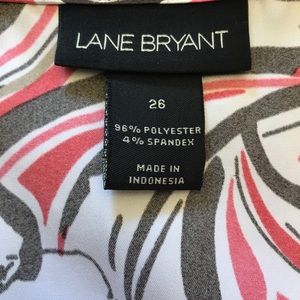 LANE BRYANT
26
96% POLYESTER
4% SPANDEX
MADE IN
INDONESIA